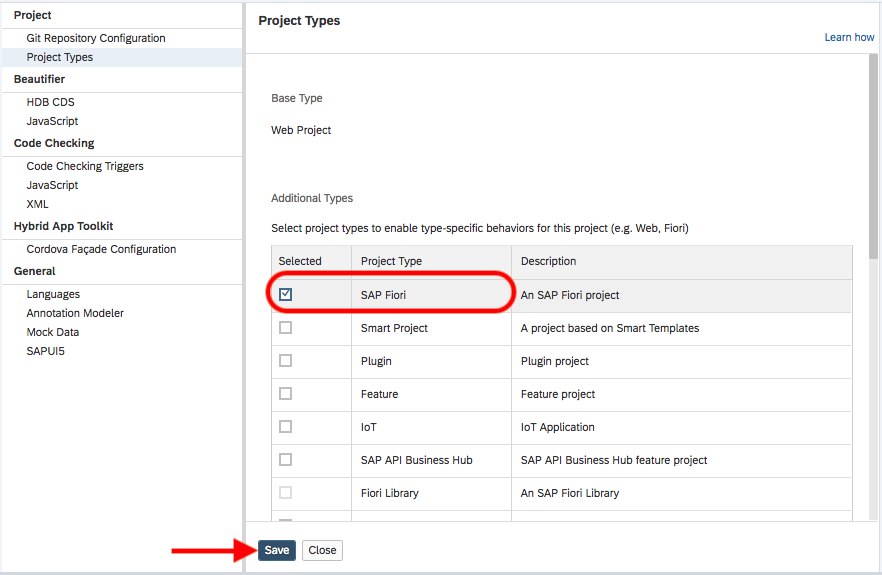 Project
Git Repository Configuration
Project Types
Beautifier
HDB CDS
JavaScript
Code Checking
Code Checking Triggers
JavaScript
XML
Hybrid App Toolkit
Cordova Façade Configuration
General
Languages
Annotation Modeler
Mock Data
SAPUI5
Project Types
Learn how
Base Type
Web Project
Additional Types
Select project types to enable type-specific behaviors for this project (e.g. Web, Fiori)
Selected Project Type Description
SAP Fiori An SAP Fiori project
Smart Project A project based on Smart Templates
Plugin Plugin project
Feature Feature project
IoT IoT Application
SAP API Business Hub SAP API Business Hub feature project
Fiori Library An SAP Fiori Library
Save Close